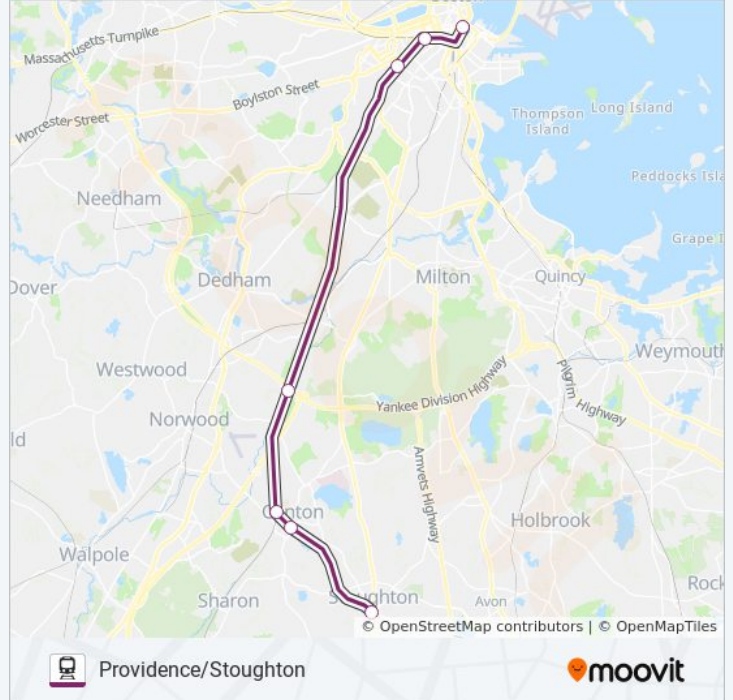 Massachusetts Turnpike
Boylston Street
Worcester Street
Thompson
Island
Long Island
Peddocks Isla
Needham
Grape I
Dover
Dedham
Milton
Quincy
Westwood
Weymouth
Pilgrim Highway
Yankee Division Highway
Norwood
ld
Amvets Highway
Holbrook
Walpole
Sharon
Avon
Rock
© OpenStreetMap contributors | © OpenMapTiles
Providence/Stoughton
moovit